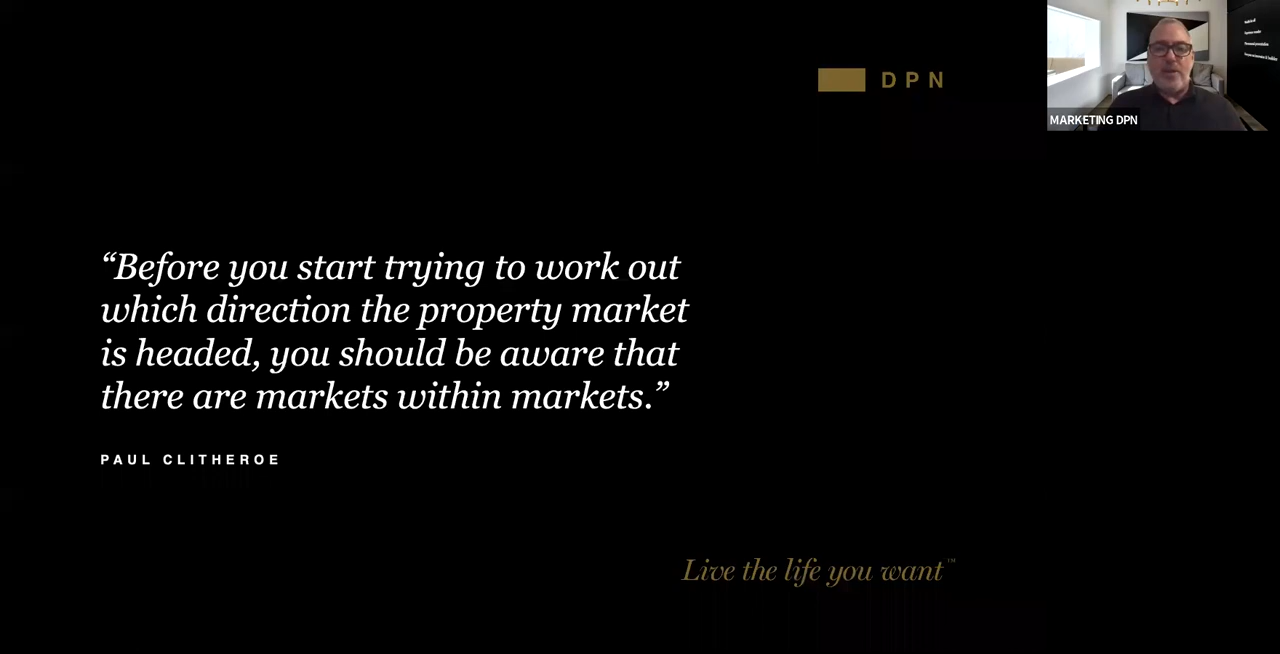 DPN
MARKETING DPN
“Before you start trying to work out
which direction the property market
is headed, you should be aware that
there are markets within markets.”
PAUL CLITHEROE
Live the life you want™